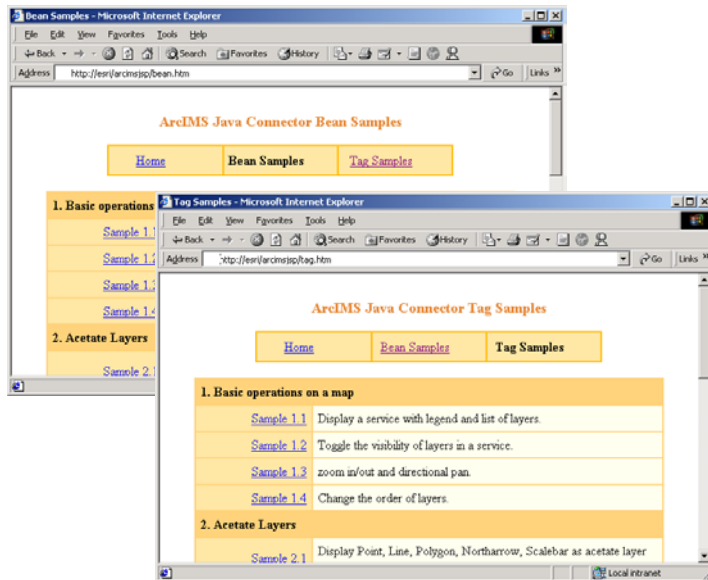 Bean Samples - Microsoft Internet Explorer
File Edit View Favorites Tools Help
Back Search Favorites History
Address http://esri/arcimsjsp/bean.htm Go Links »
ArcIMS Java Connector Bean Samples
Home Bean Samples Tag Samples
1. Basic operations
Sample 1.1
Sample 1.2
Sample 1.3
Sample 1.4
2. Acetate Layers
Sample 2.1
Tag Samples - Microsoft Internet Explorer
File Edit View Favorites Tools Help
Back Search Favorites History
Address http://esri/arcimsjsp/tag.htm Go Links »
ArcIMS Java Connector Tag Samples
Home Bean Samples Tag Samples
1. Basic operations on a map
Sample 1.1 Display a service with legend and list of layers.
Sample 1.2 Toggle the visibility of layers in a service.
Sample 1.3 zoom in/out and directional pan.
Sample 1.4 Change the order of layers.
2. Acetate Layers
Sample 2.1 Display Point, Line, Polygon, Northarrow, Scalebar as acetate layer
Local intranet